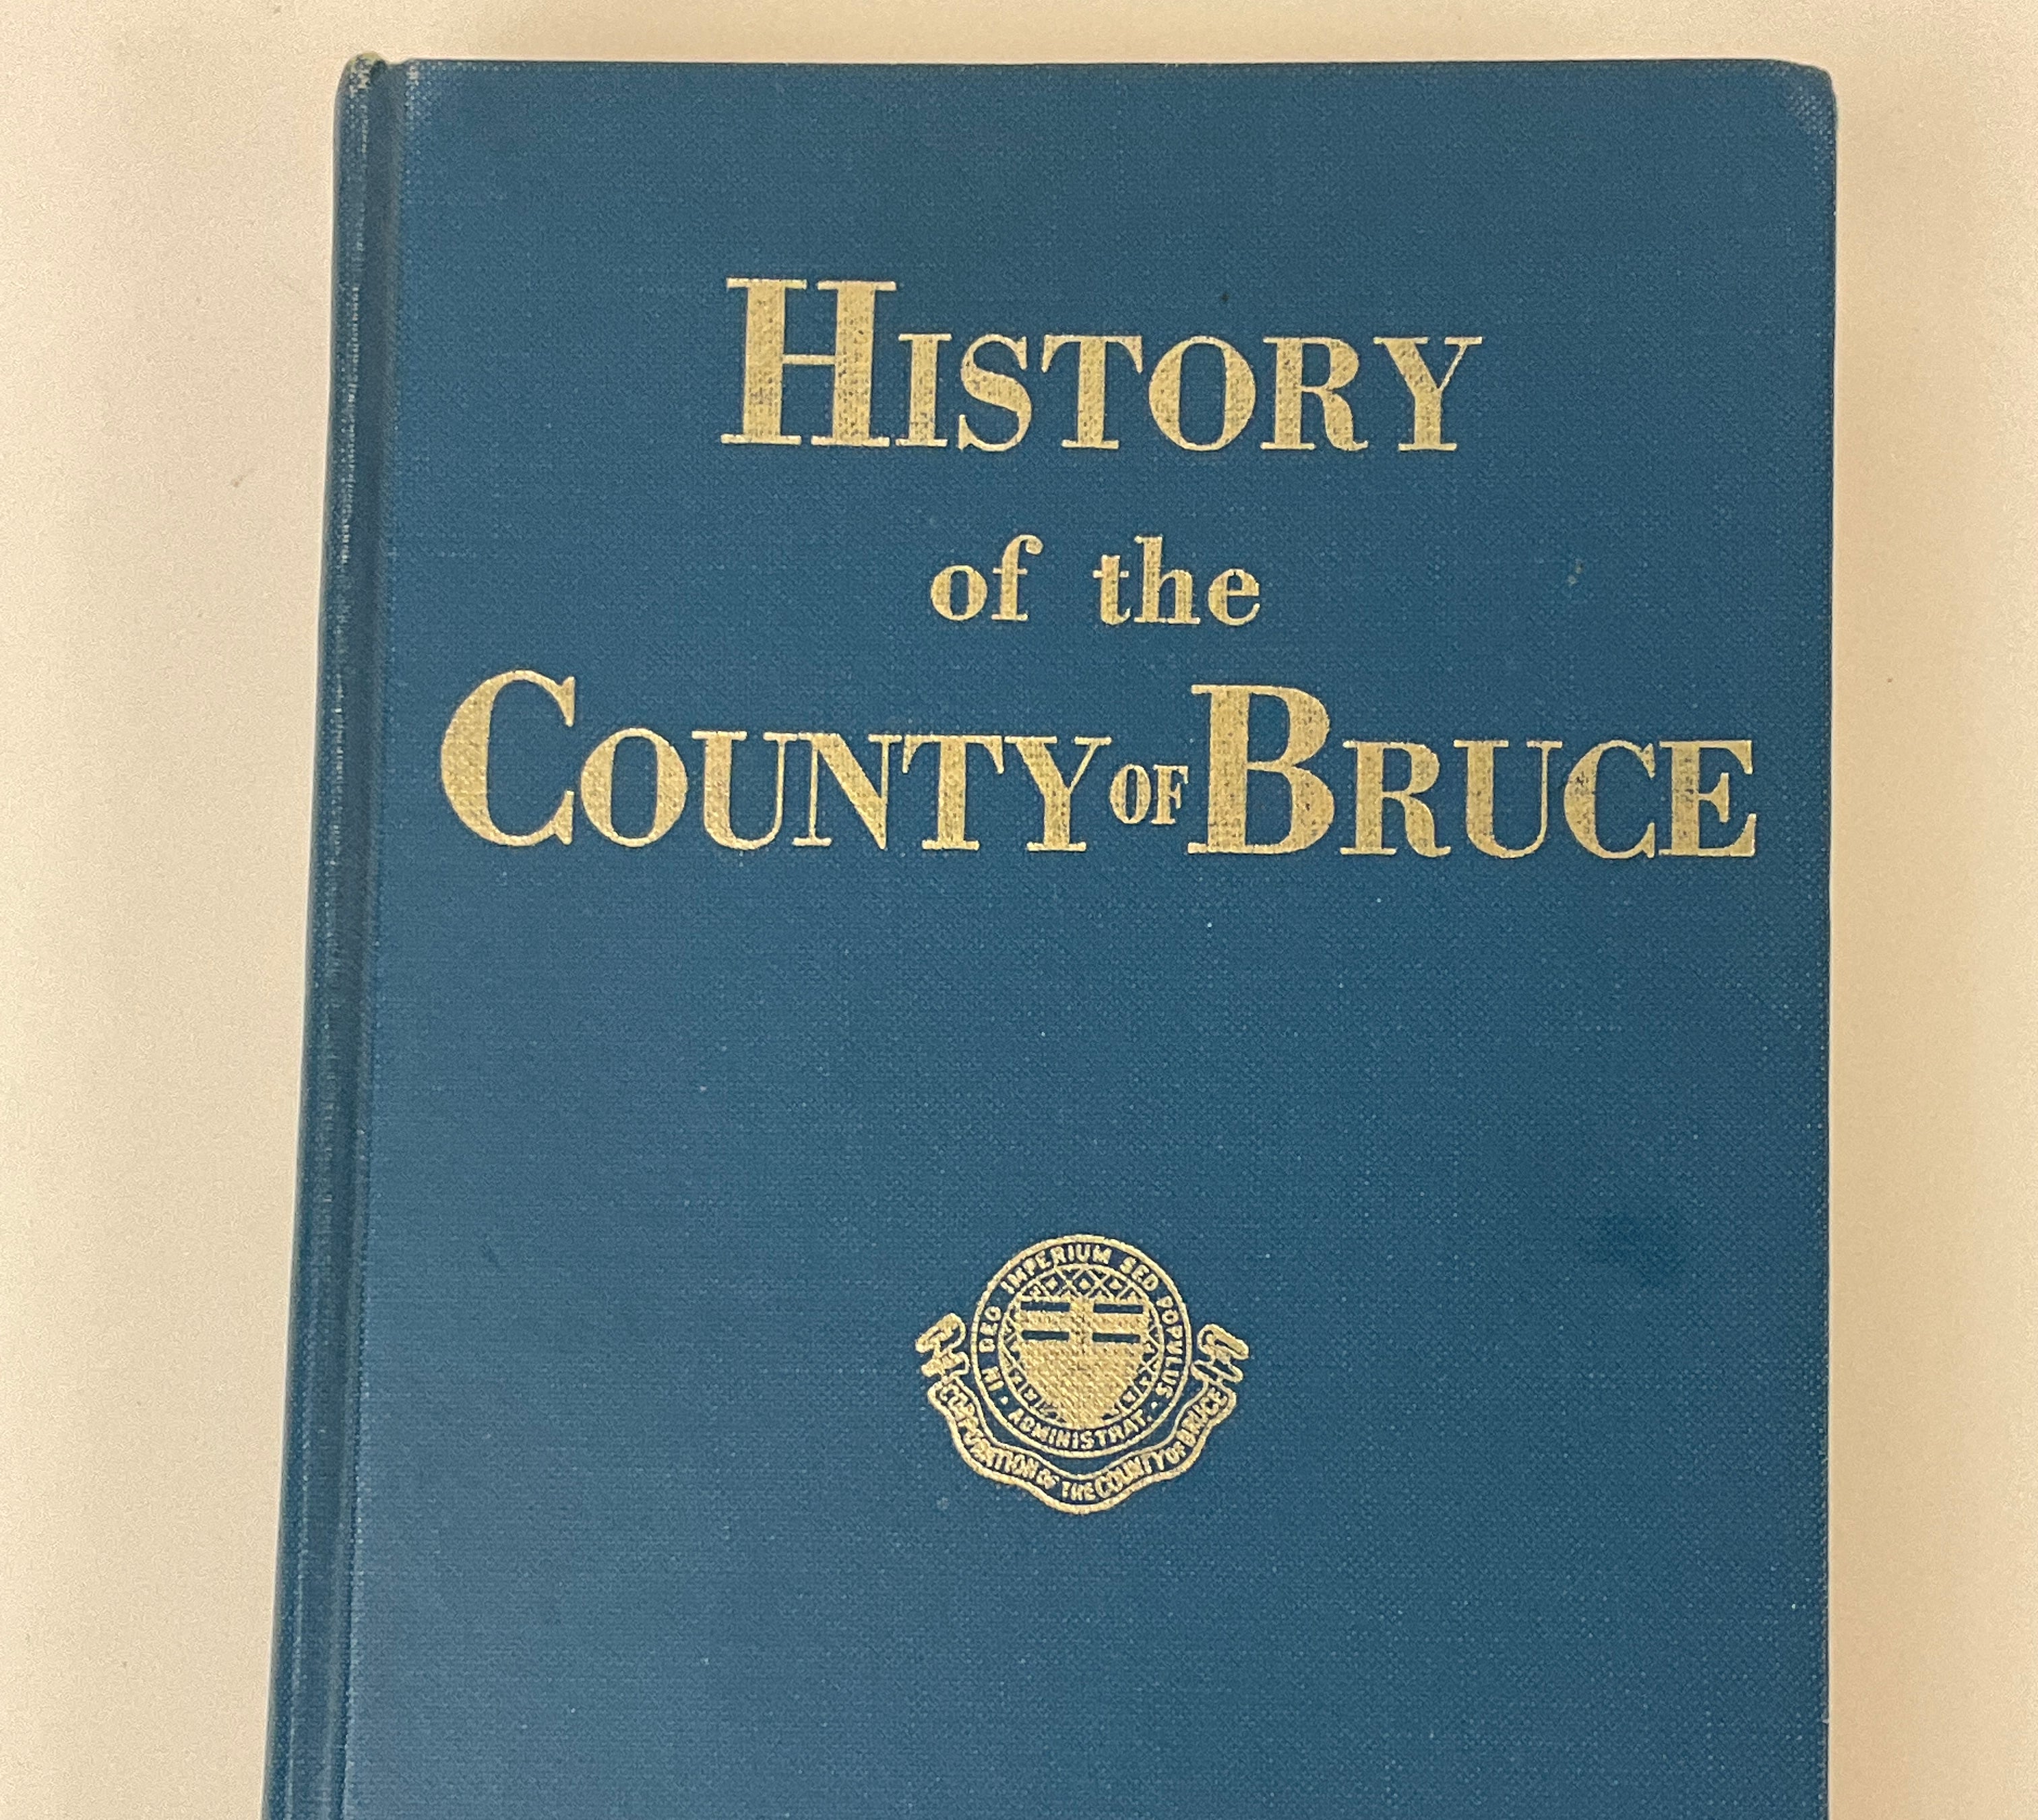 HISTORY
of the
COUNTY OF BRUCE
IN DEO IMPERIUM SED POPULUS · ADMINISTRAT ·
CORPORATION OF THE COUNTY OF BRUCE